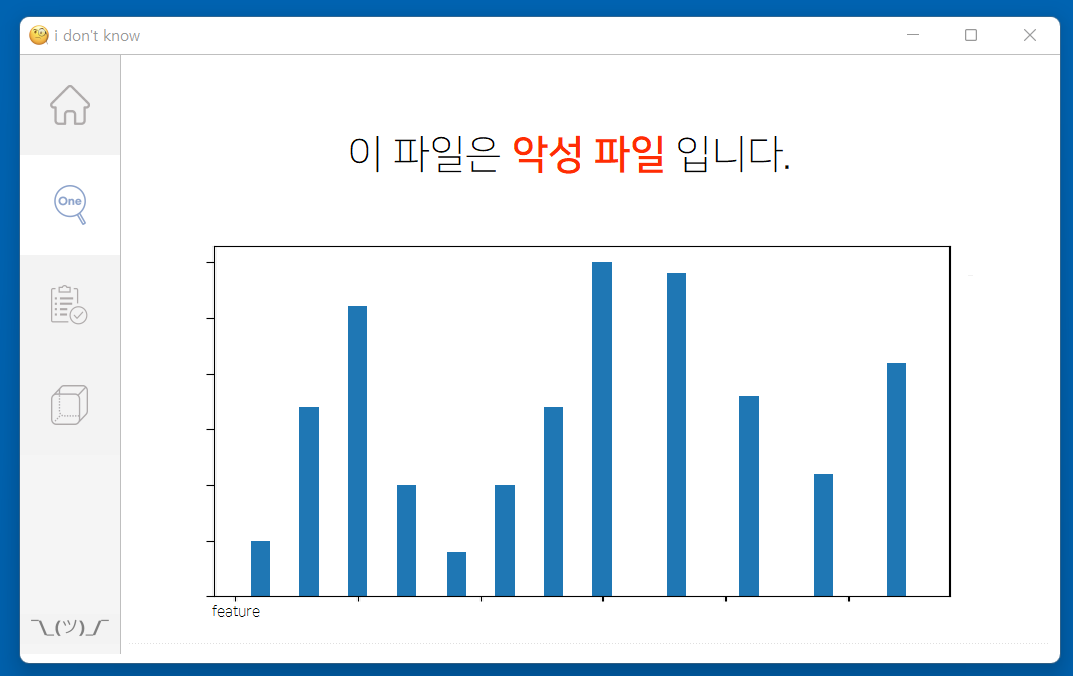 i don't know
One
이 파일은 악성 파일 입니다.
feature
¯\_(ツ)_/¯